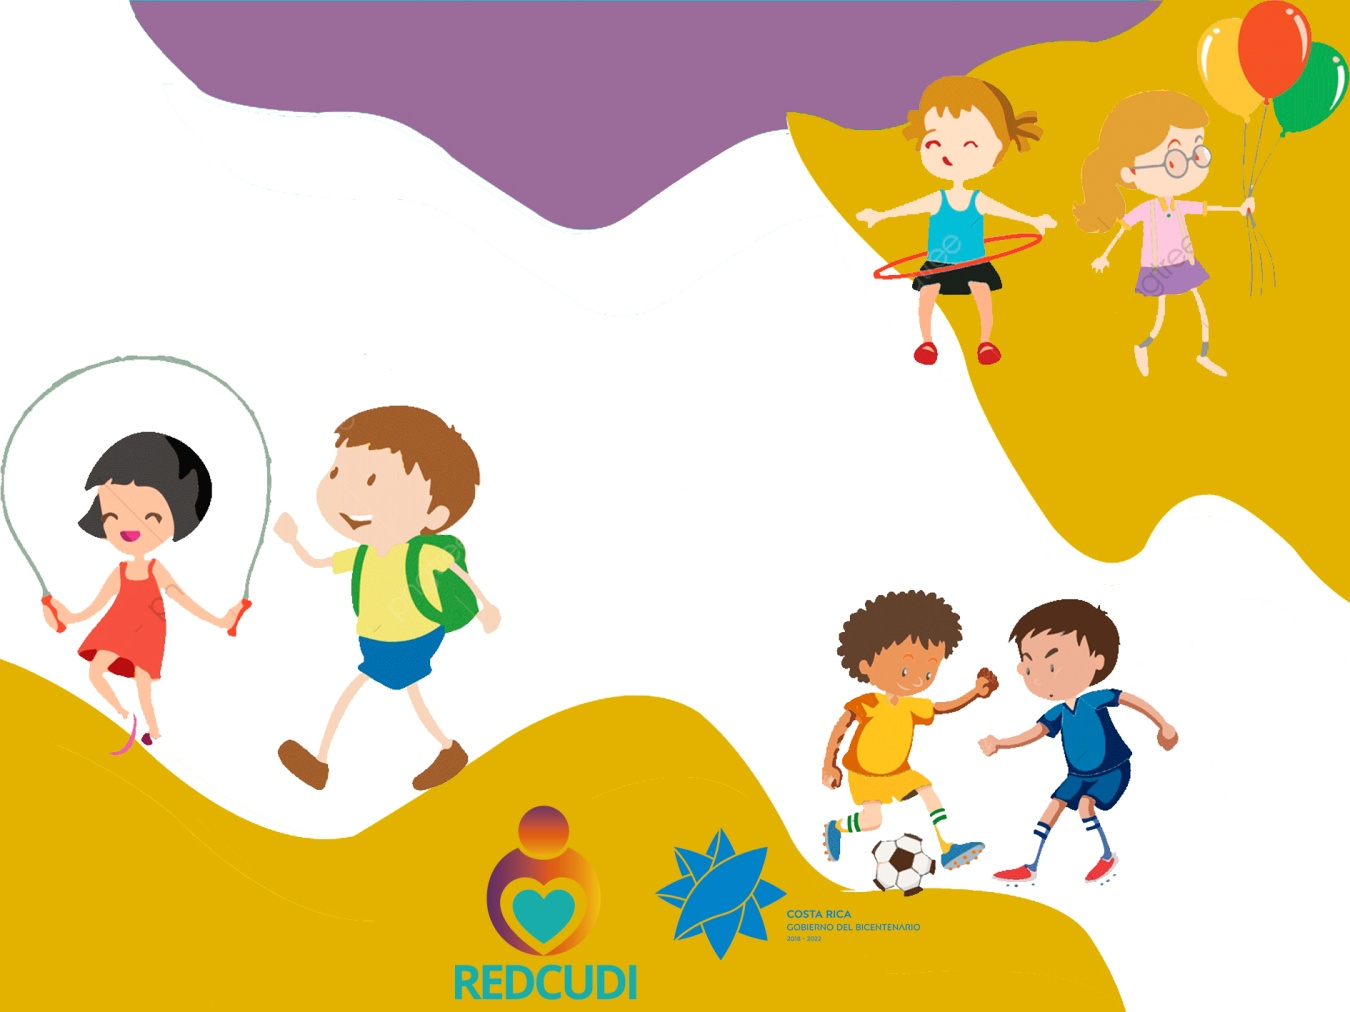 COSTA RICA
GOBIERNO DEL BICENTENARIO
2018 - 2022
REDCUDI